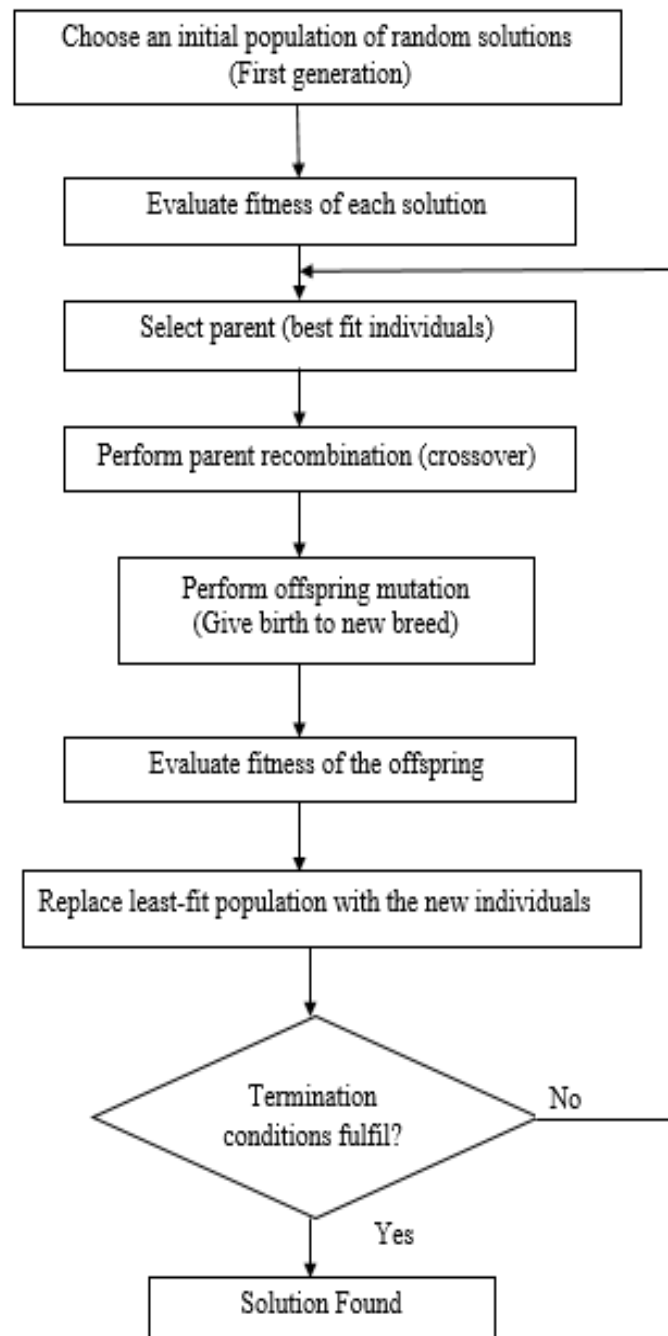 Choose an initial population of random solutions
(First generation)
Evaluate fitness of each solution
Select parent (best fit individuals)
Perform parent recombination (crossover)
Perform offspring mutation
(Give birth to new breed)
Evaluate fitness of the offspring
Replace least-fit population with the new individuals
Termination
conditions fulfil?
No
Yes
Solution Found